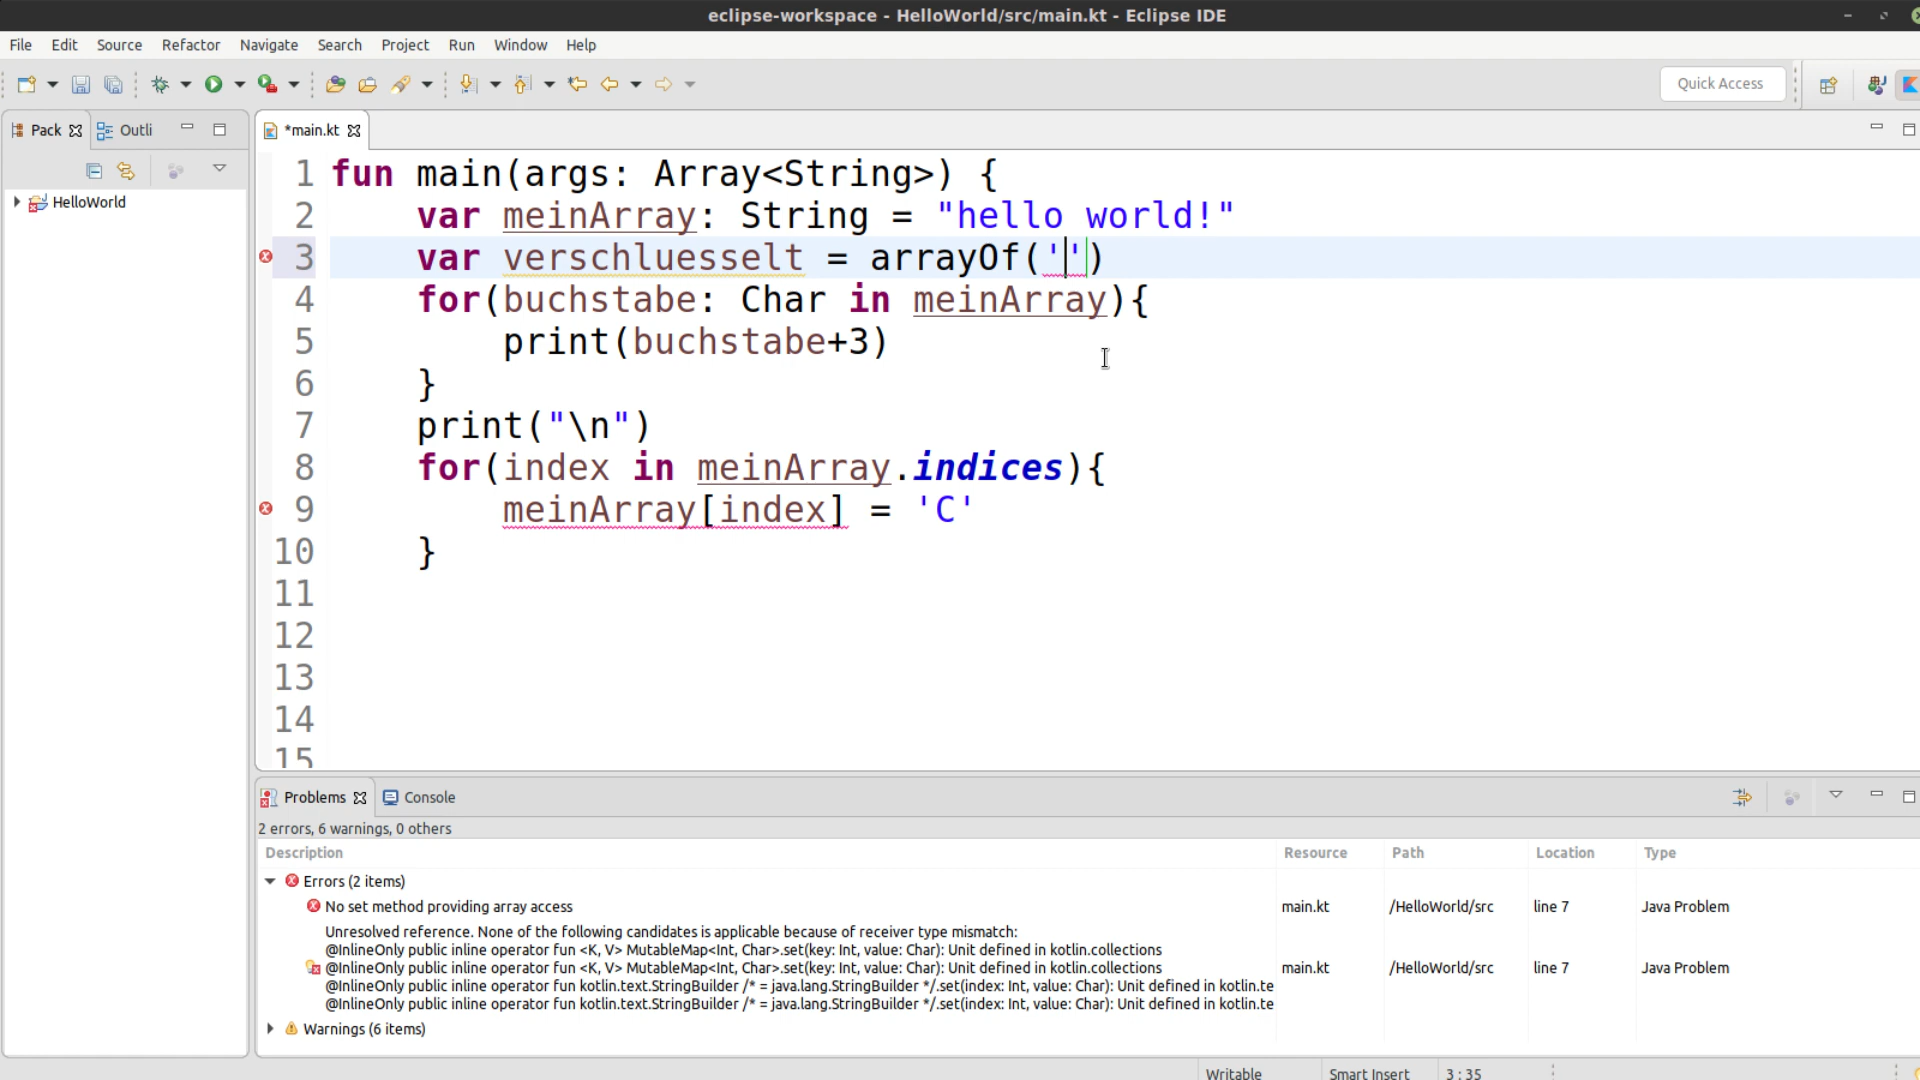 eclipse-workspace - HelloWorld/src/main.kt - Eclipse IDE
File Edit Source Refactor Navigate Search Project Run Window Help
Quick Access
Pack Outli
*main.kt
HelloWorld
1 fun main(args: Array<String>) {
2 var meinArray: String = "hello world!"
3 var verschluesselt = arrayOf('')
4 for(buchstabe: Char in meinArray){
5 print(buchstabe+3)
6 }
7 print("\n")
8 for(index in meinArray.indices){
9 meinArray[index] = 'C'
10 }
11
12
13
14
15
Problems Console
2 errors, 6 warnings, 0 others
Description Resource Path Location Type
Errors (2 items)
No set method providing array access main.kt /HelloWorld/src line 7 Java Problem
Unresolved reference. None of the following candidates is applicable because of receiver type mismatch:
@InlineOnly public inline operator fun <K, V> MutableMap<Int, Char>.set(key: Int, value: Char): Unit defined in kotlin.collections
@InlineOnly public inline operator fun <K, V> MutableMap<Int, Char>.set(key: Int, value: Char): Unit defined in kotlin.collections main.kt /HelloWorld/src line 7 Java Problem
@InlineOnly public inline operator fun kotlin.text.StringBuilder /* = java.lang.StringBuilder */.set(index: Int, value: Char): Unit defined in kotlin.te
@InlineOnly public inline operator fun kotlin.text.StringBuilder /* = java.lang.StringBuilder */.set(index: Int, value: Char): Unit defined in kotlin.te
Warnings (6 items)
Writable Smart Insert 3 : 35